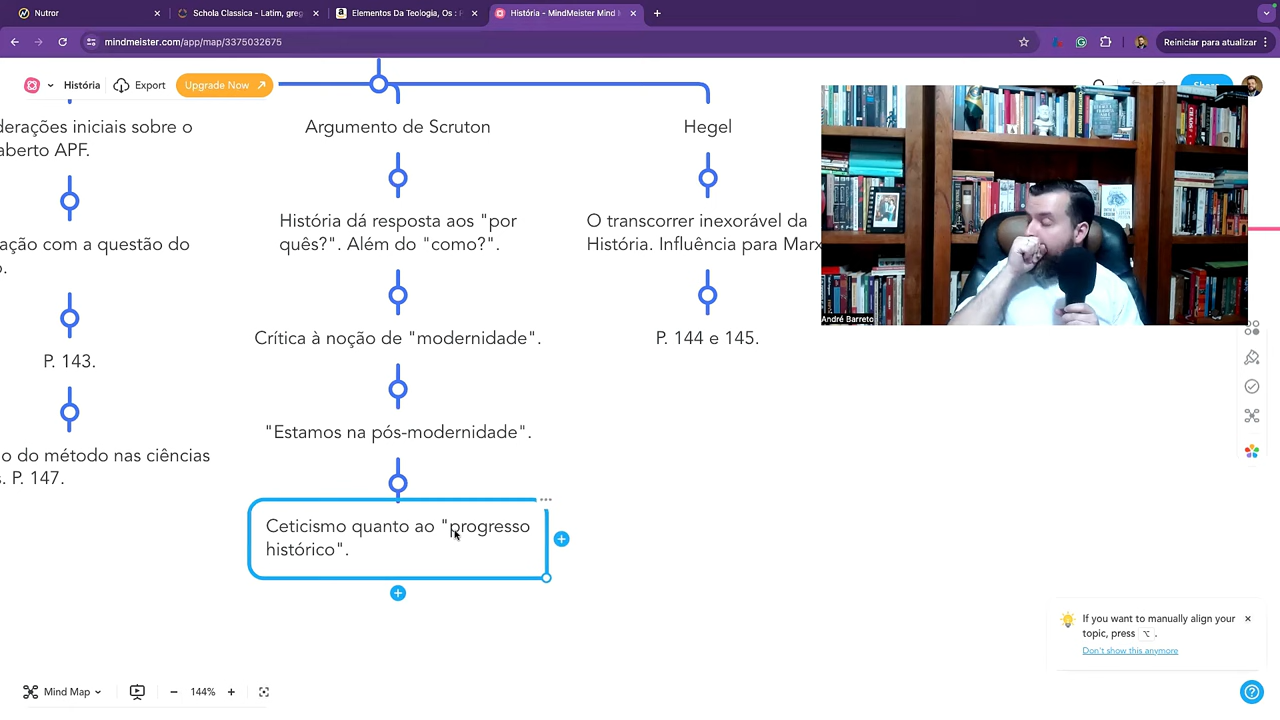 Nutror
Schola Classica - Latim, greg
Elementos Da Teologia, Os : F
História - MindMeister Mind M
mindmeister.com/app/map/3375032675
Reiniciar para atualizar
História
Export
Upgrade Now
Share
derações iniciais sobre o
aberto APF.
ação com a questão do
o.
P. 143.
o do método nas ciências
s. P. 147.
Argumento de Scruton
História dá resposta aos "por
quês?". Além do "como?".
Crítica à noção de "modernidade".
"Estamos na pós-modernidade".
Ceticismo quanto ao "progresso
histórico".
Hegel
O transcorrer inexorável da
História. Influência para Marx
P. 144 e 145.
André Barreto
If you want to manually align your
topic, press ⌥.
Don't show this anymore
Mind Map
144%